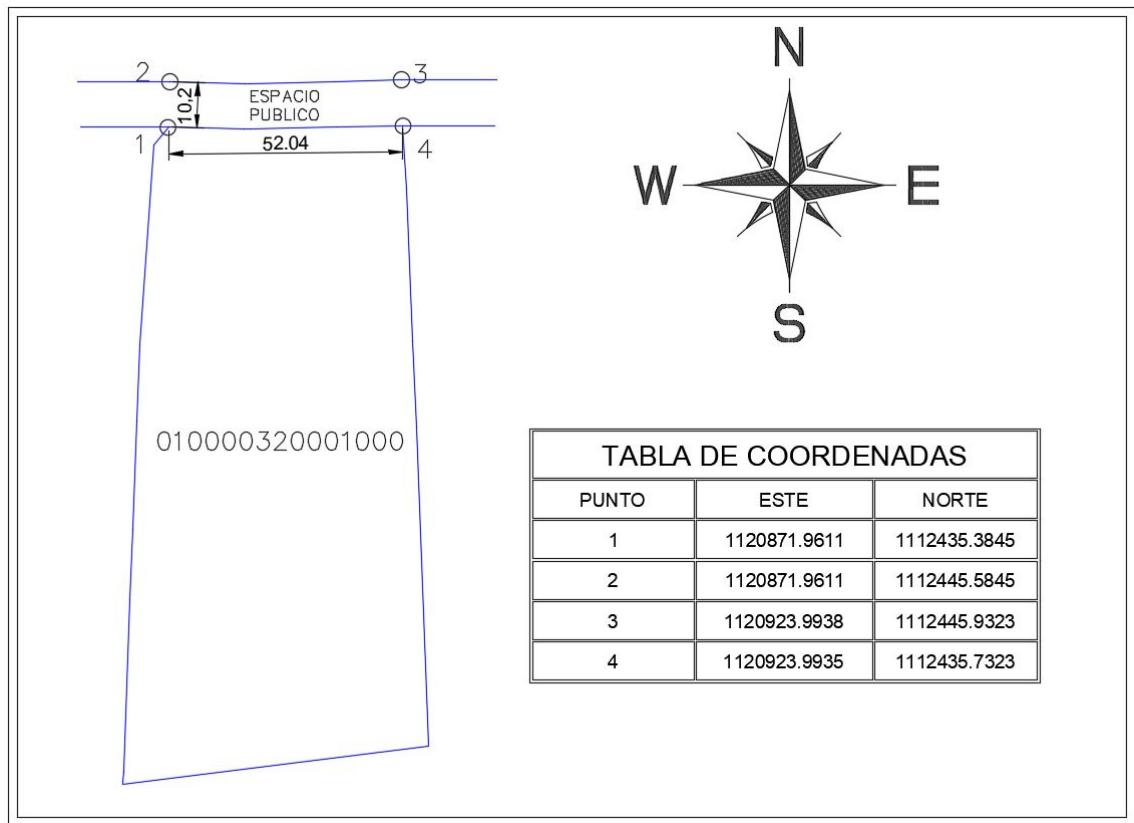 N
W E
S
2 3
10,2
ESPACIO
PUBLICO
1 4
52.04
010000320001000
TABLA DE COORDENADAS
PUNTO ESTE NORTE
1 1120871.9611 1112435.3845
2 1120871.9611 1112445.5845
3 1120923.9938 1112445.9323
4 1120923.9935 1112435.7323